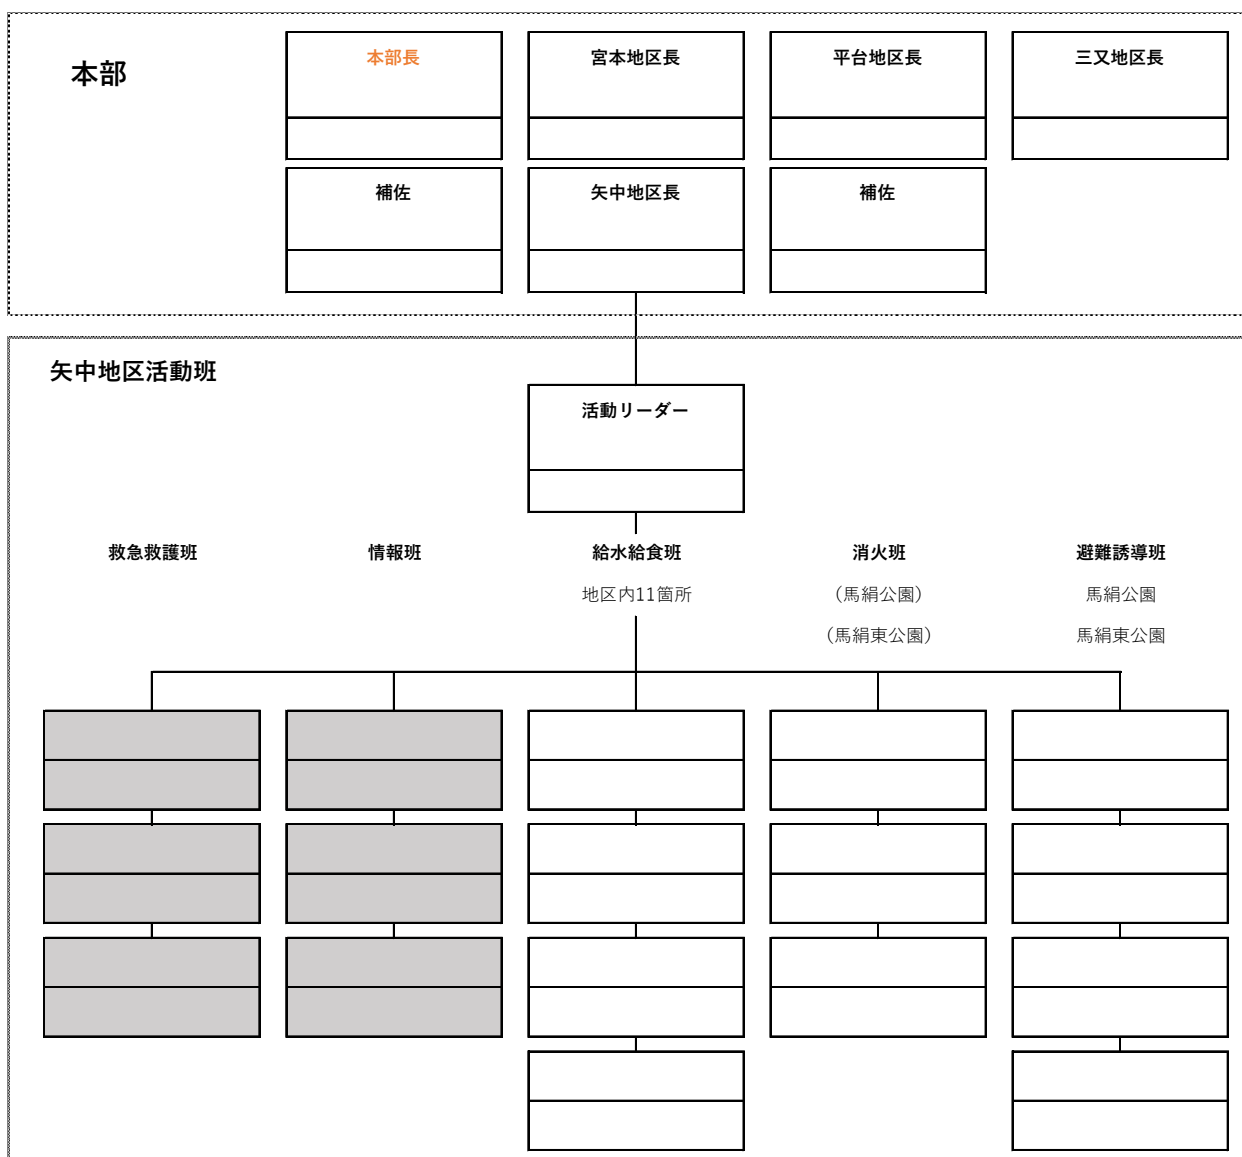 本部
本部長
宮本地区長
平台地区長
三又地区長
補佐
矢中地区長
補佐
矢中地区活動班
活動リーダー
救急救護班
情報班
給水給食班
消火班
避難誘導班
地区内11箇所
（馬絹公園）
馬絹公園
（馬絹東公園）
馬絹東公園